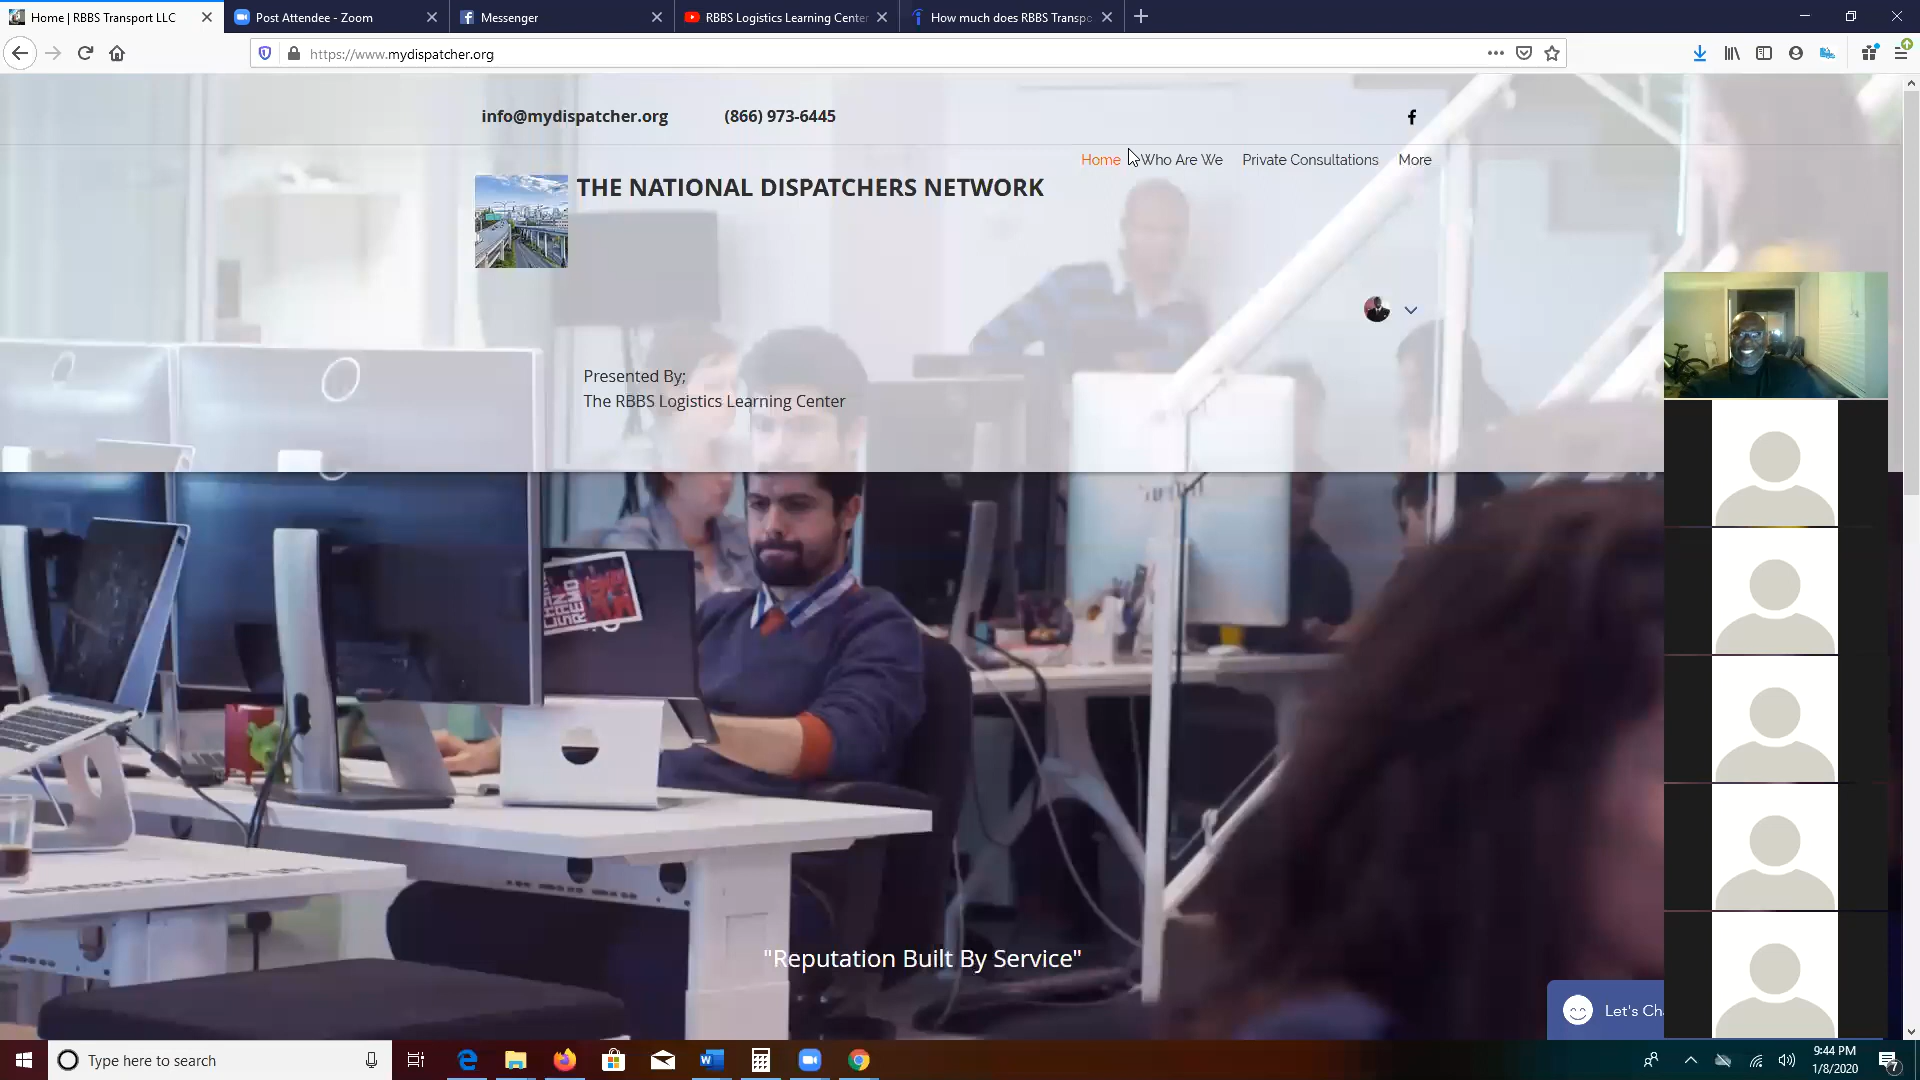 Home | RBBS Transport LLC
Post Attendee - Zoom
Messenger
RBBS Logistics Learning Center
How much does RBBS Transpo
https://www.mydispatcher.org
info@mydispatcher.org
(866) 973-6445
Home
Who Are We
Private Consultations
More
THE NATIONAL DISPATCHERS NETWORK
Presented By;
The RBBS Logistics Learning Center
"Reputation Built By Service"
Let's Ch
Type here to search
9:44 PM
1/8/2020
7